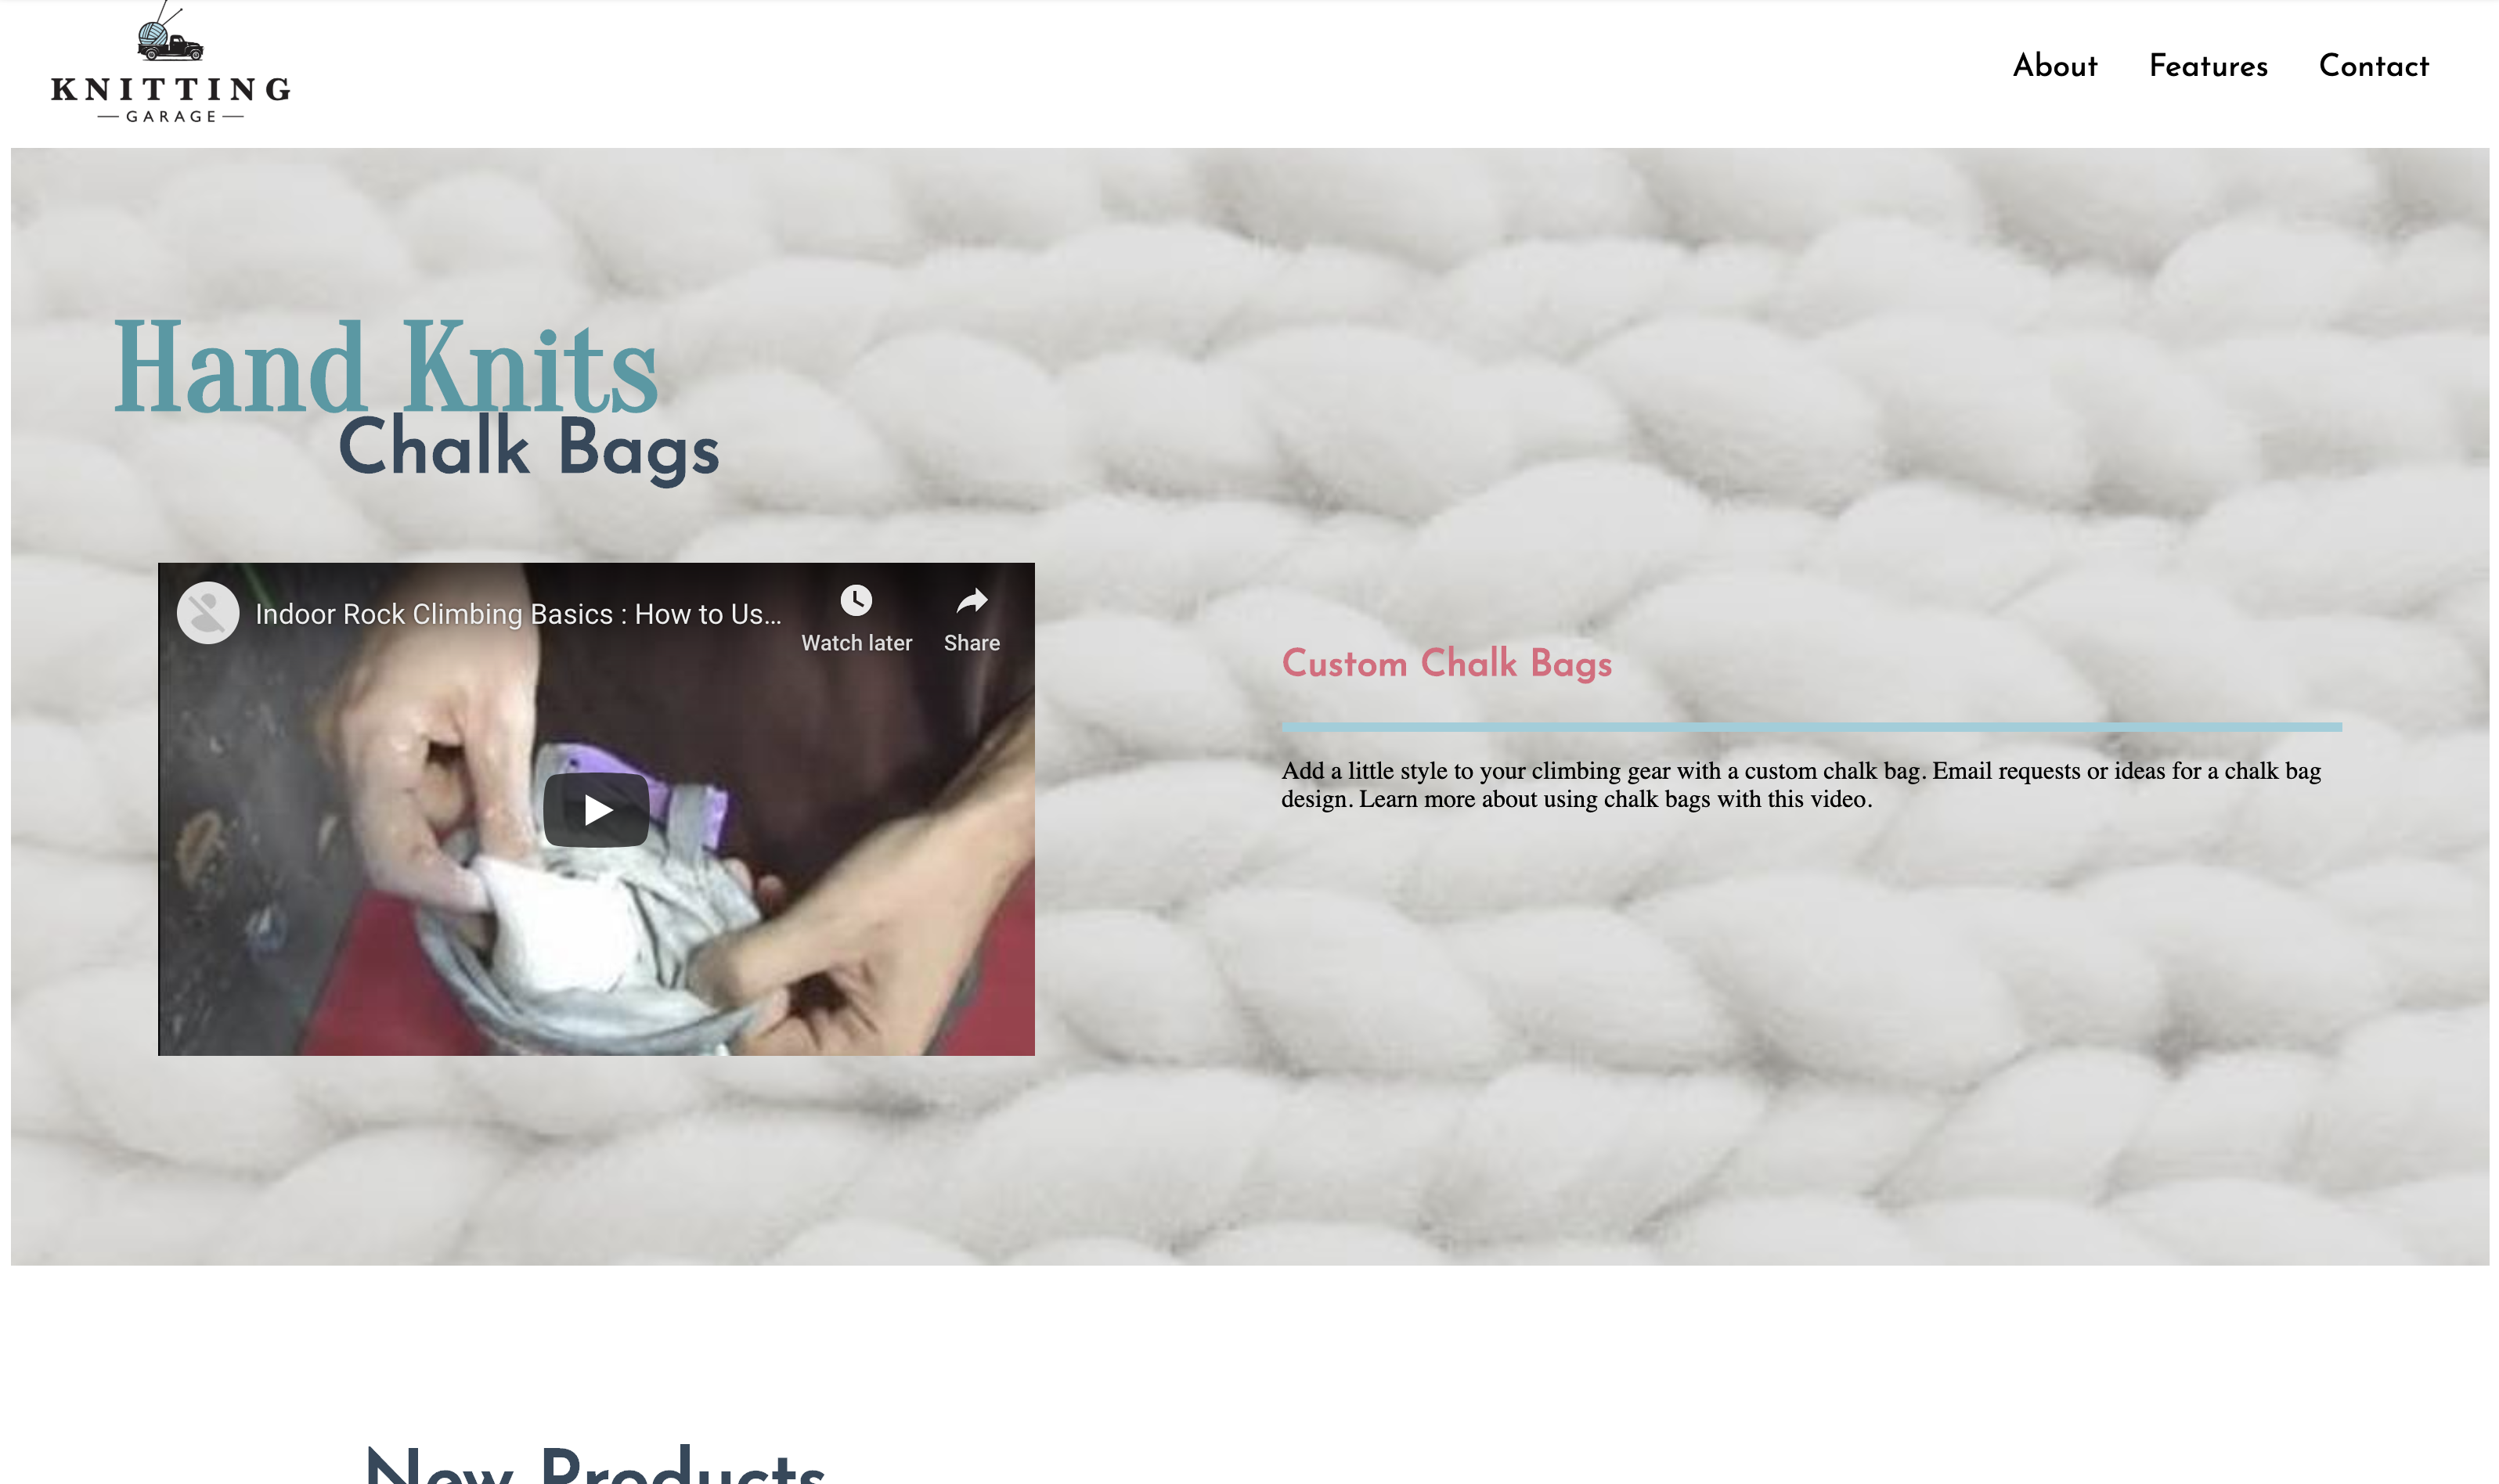 KNITTING
GARAGE
About Features Contact
Hand Knits
Chalk Bags
Indoor Rock Climbing Basics : How to Us...
Watch later Share
Custom Chalk Bags
Add a little style to your climbing gear with a custom chalk bag. Email requests or ideas for a chalk bag
design. Learn more about using chalk bags with this video.
New Products